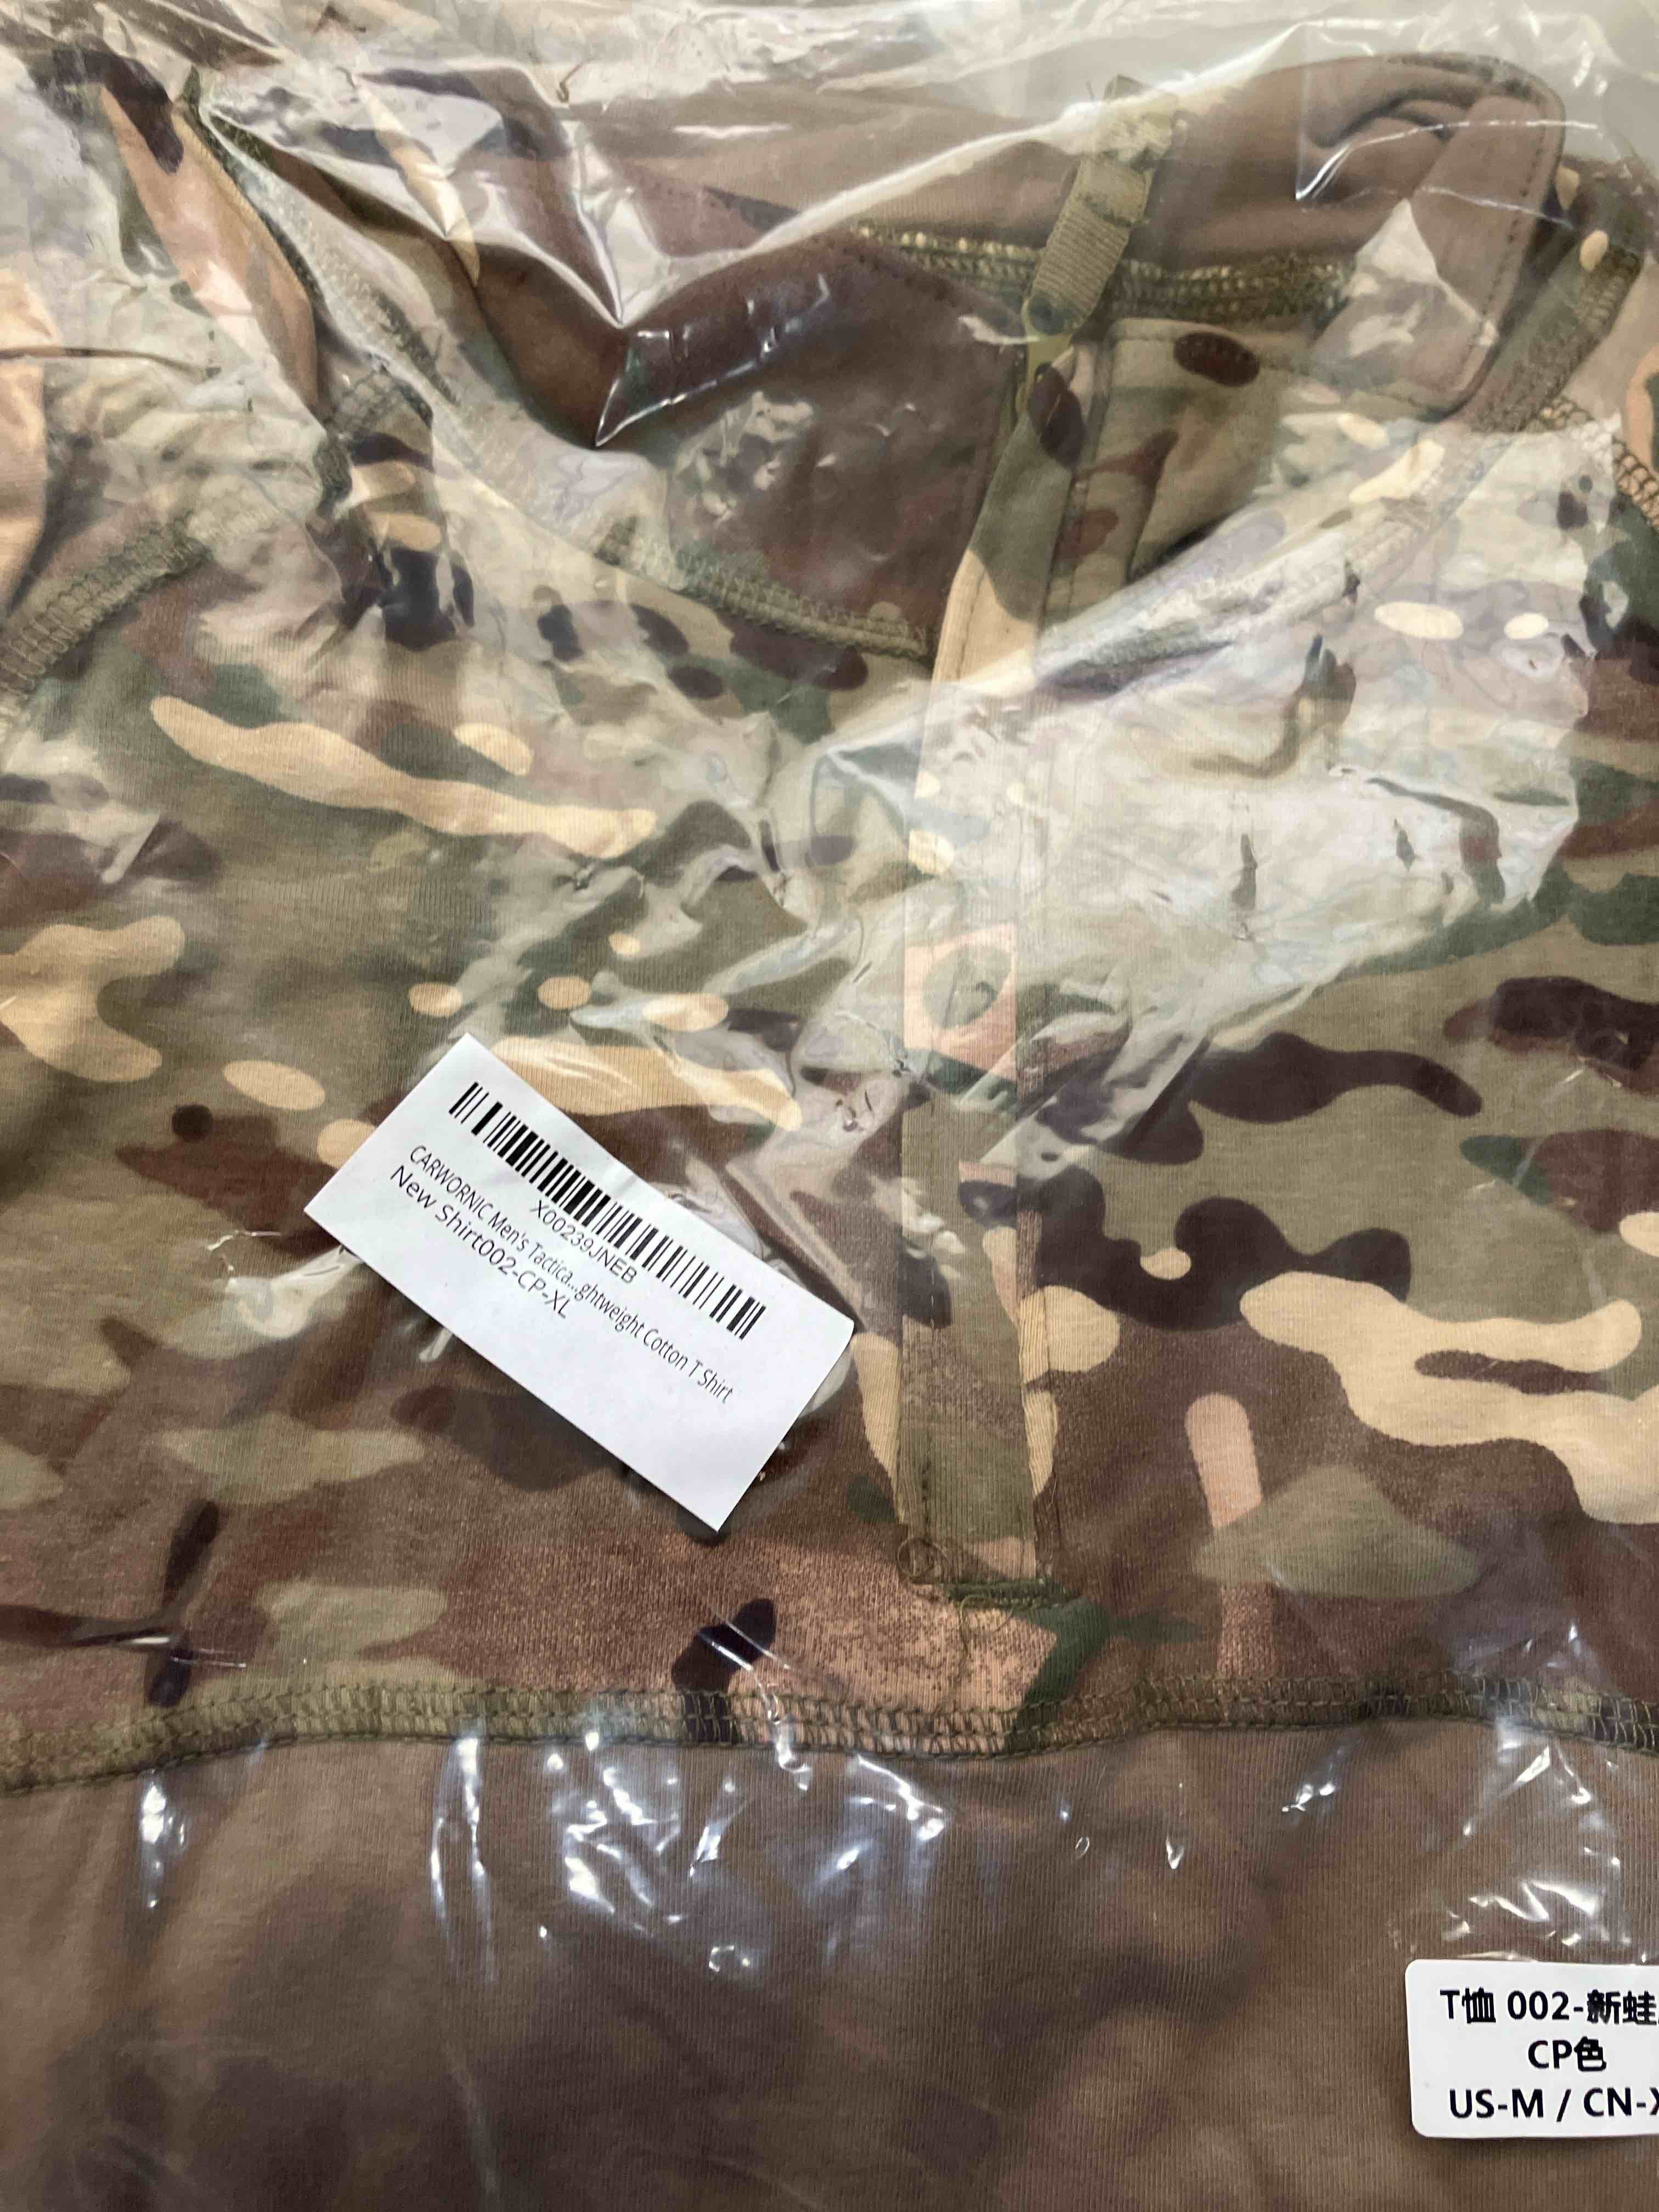 X00239JNEB
CARWORNIC Men's Tactica...ghtweight Cotton T Shirt
New Shirt002-CP-XL
T恤 002-新蛙
CP色
US-M / CN-X